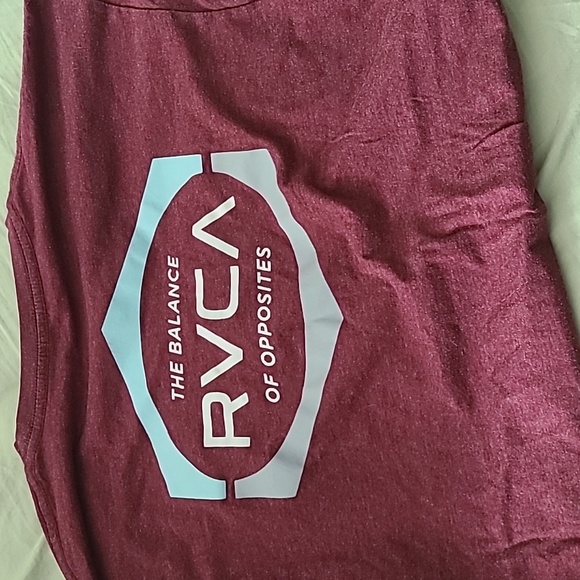 THE BALANCE
RVCA
OF OPPOSITES